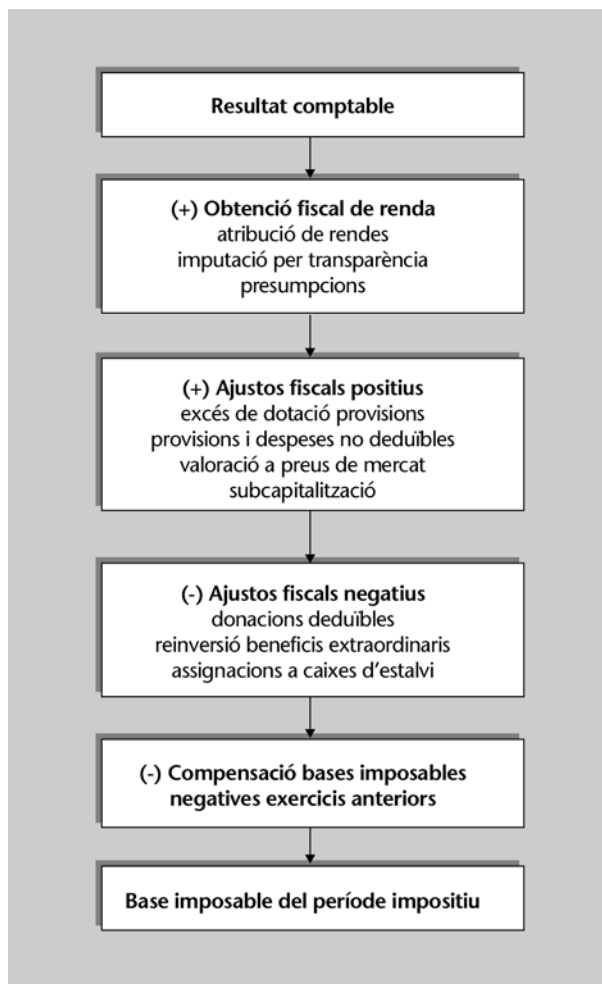 Resultat comptable
(+) Obtenció fiscal de renda
atribució de rendes
imputació per transparència
presumpcions
(+) Ajustos fiscals positius
excés de dotació provisions
provisions i despeses no deduïbles
valoració a preus de mercat
subcapitalització
(-) Ajustos fiscals negatius
donacions deduïbles
reinversió beneficis extraordinaris
assignacions a caixes d'estalvi
(-) Compensació bases imposables
negatives exercicis anteriors
Base imposable del període impositiu